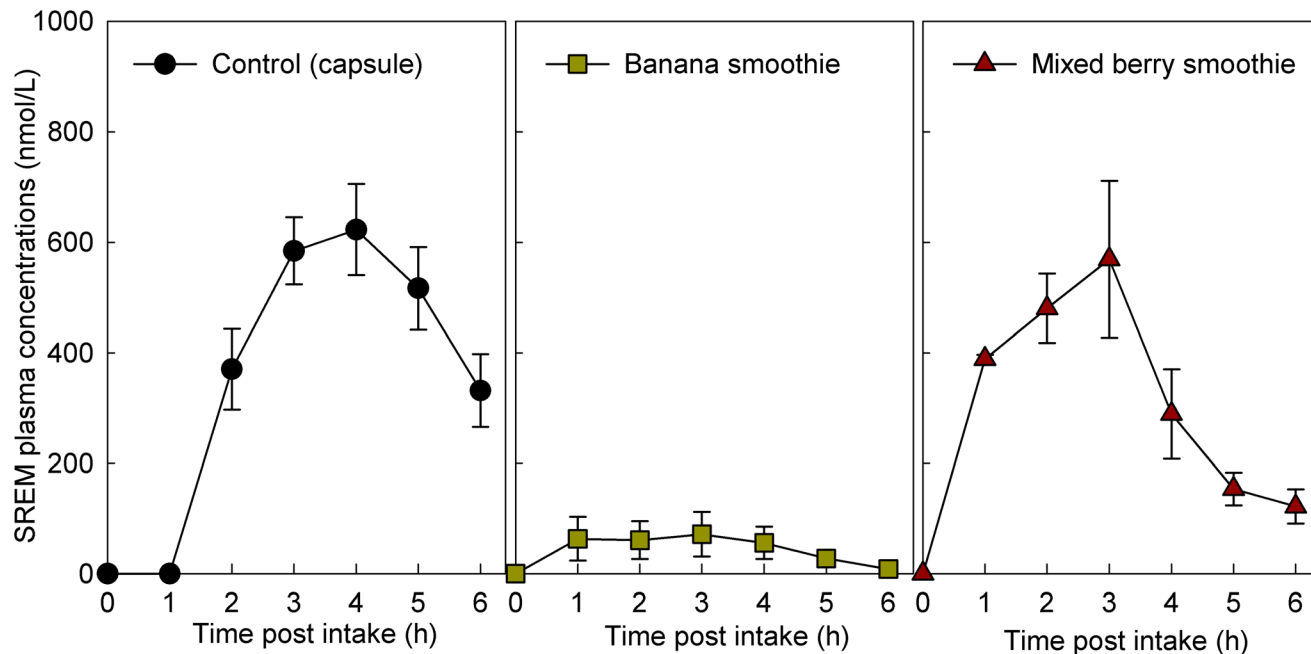 SREM plasma concentrations (nmol/L)
1000
800
600
400
200
0
Control (capsule)
0 1 2 3 4 5 6
Time post intake (h)
Banana smoothie
0 1 2 3 4 5 6
Time post intake (h)
Mixed berry smoothie
0 1 2 3 4 5 6
Time post intake (h)